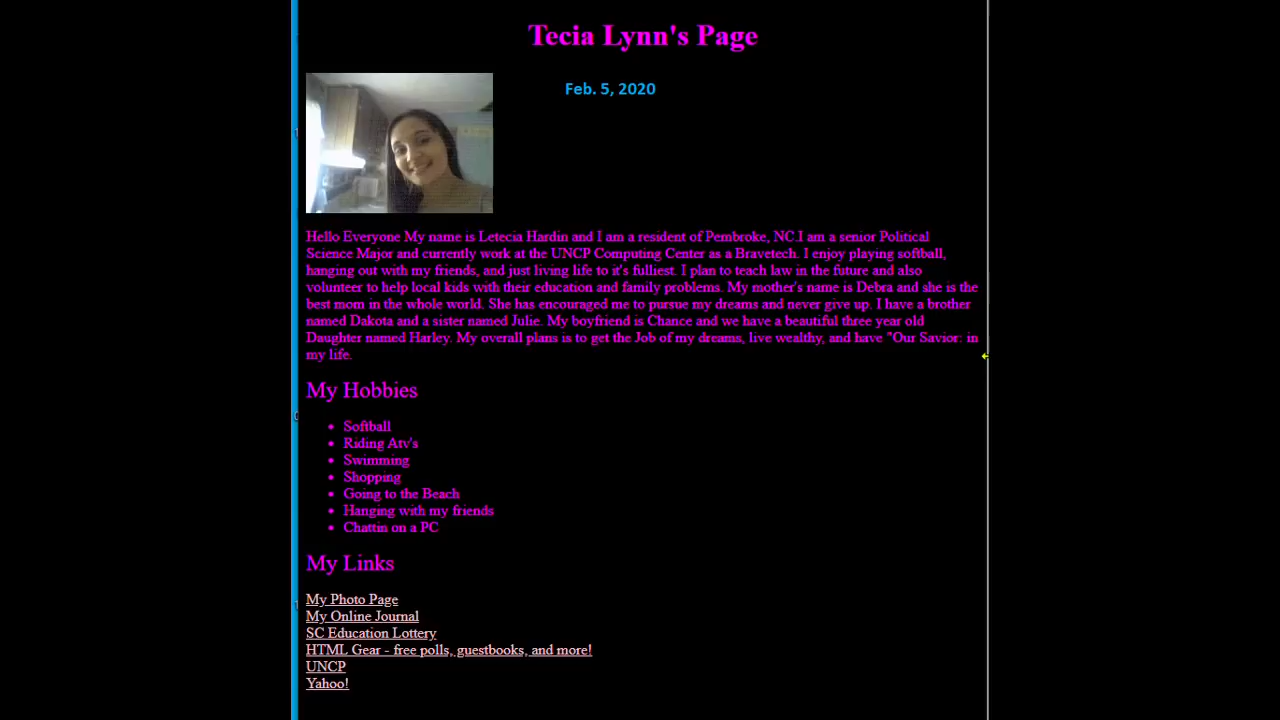 Tecia Lynn's Page
Feb. 5, 2020
Hello Everyone My name is Letecia Hardin and I am a resident of Pembroke, NC.I am a senior Political
Science Major and currently work at the UNCP Computing Center as a Bravetech. I enjoy playing softball,
hanging out with my friends, and just living life to it's fulliest. I plan to teach law in the future and also
volunteer to help local kids with their education and family problems. My mother's name is Debra and she is the
best mom in the whole world. She has encouraged me to pursue my dreams and never give up. I have a brother
named Dakota and a sister named Julie. My boyfriend is Chance and we have a beautiful three year old
Daughter named Harley. My overall plans is to get the Job of my dreams, live wealthy, and have "Our Savior: in
my life.
My Hobbies
• Softball
• Riding Atv's
• Swimming
• Shopping
• Going to the Beach
• Hanging with my friends
• Chattin on a PC
My Links
My Photo Page
My Online Journal
SC Education Lottery
HTML Gear - free polls, guestbooks, and more!
UNCP
Yahoo!